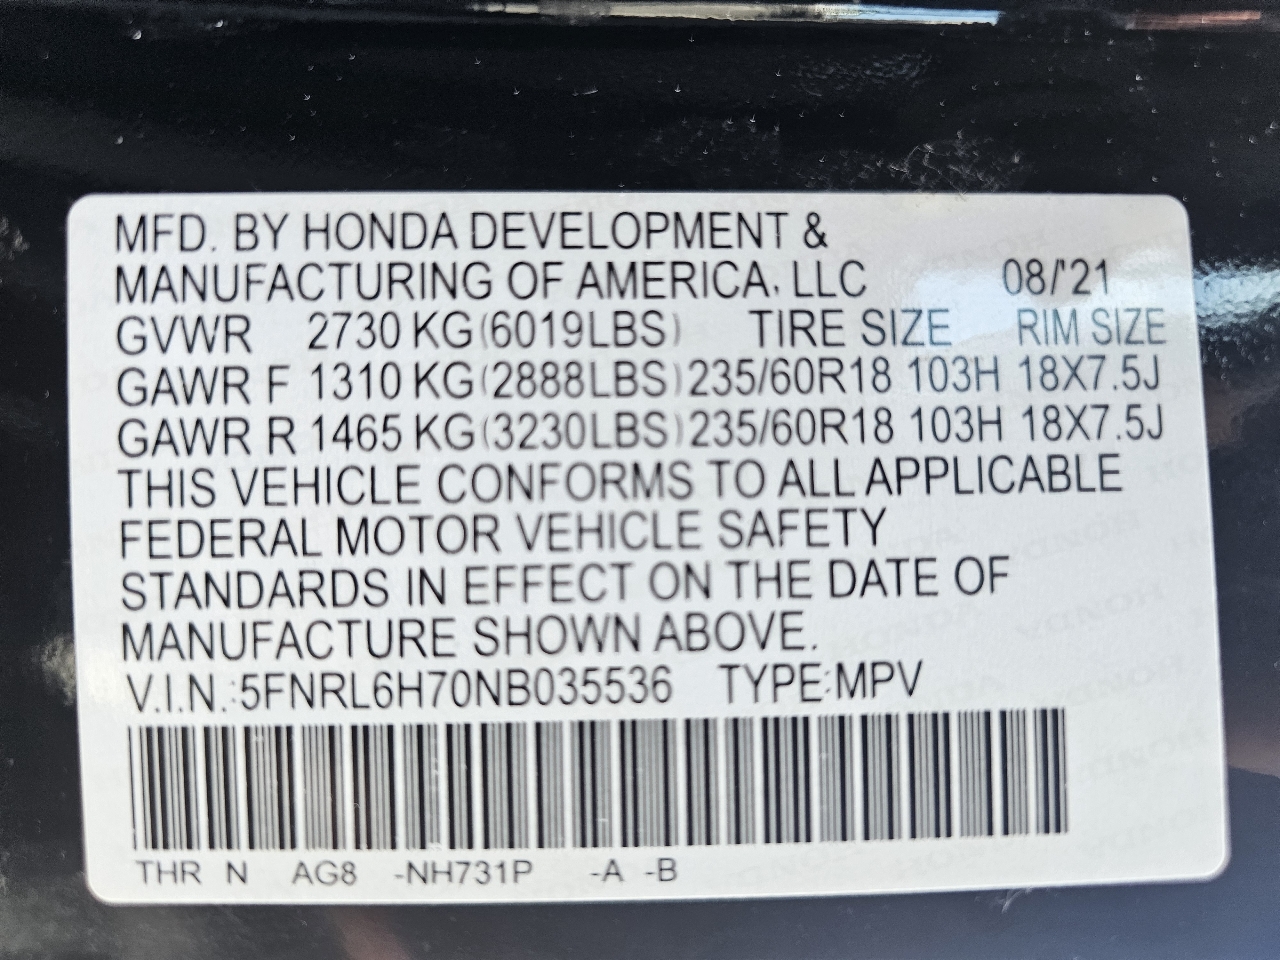 MFD. BY HONDA DEVELOPMENT &
MANUFACTURING OF AMERICA, LLC 08/'21
GVWR 2730 KG(6019LBS) TIRE SIZE RIM SIZE
GAWR F 1310 KG(2888LBS)235/60R18 103H 18X7.5J
GAWR R 1465 KG(3230LBS)235/60R18 103H 18X7.5J
THIS VEHICLE CONFORMS TO ALL APPLICABLE
FEDERAL MOTOR VEHICLE SAFETY
STANDARDS IN EFFECT ON THE DATE OF
MANUFACTURE SHOWN ABOVE.
V.I.N.:5FNRL6H70NB035536 TYPE:MPV
THR N AG8 -NH731P -A -B